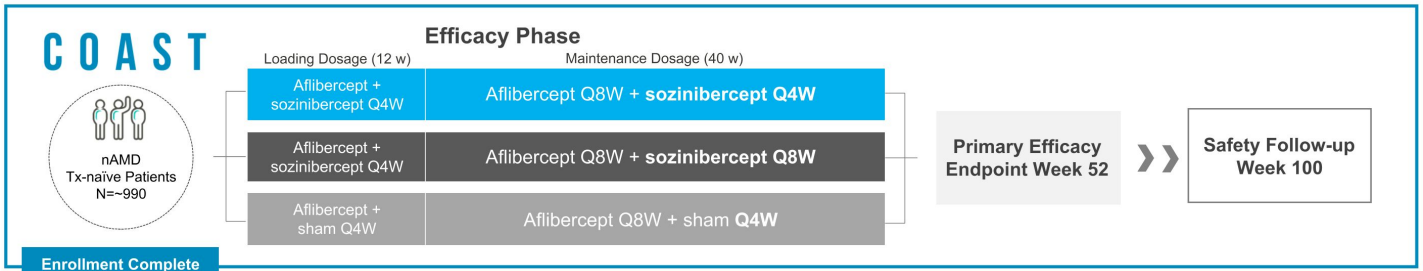 COAST
Efficacy Phase
Loading Dosage (12 w)
Maintenance Dosage (40 w)
Aflibercept +
sozinibercept Q4W
Aflibercept Q8W + sozinibercept Q4W
nAMD
Tx-naïve Patients
N=~990
Aflibercept +
sozinibercept Q4W
Aflibercept Q8W + sozinibercept Q8W
Aflibercept +
sham Q4W
Aflibercept Q8W + sham Q4W
Primary Efficacy
Endpoint Week 52
Safety Follow-up
Week 100
Enrollment Complete